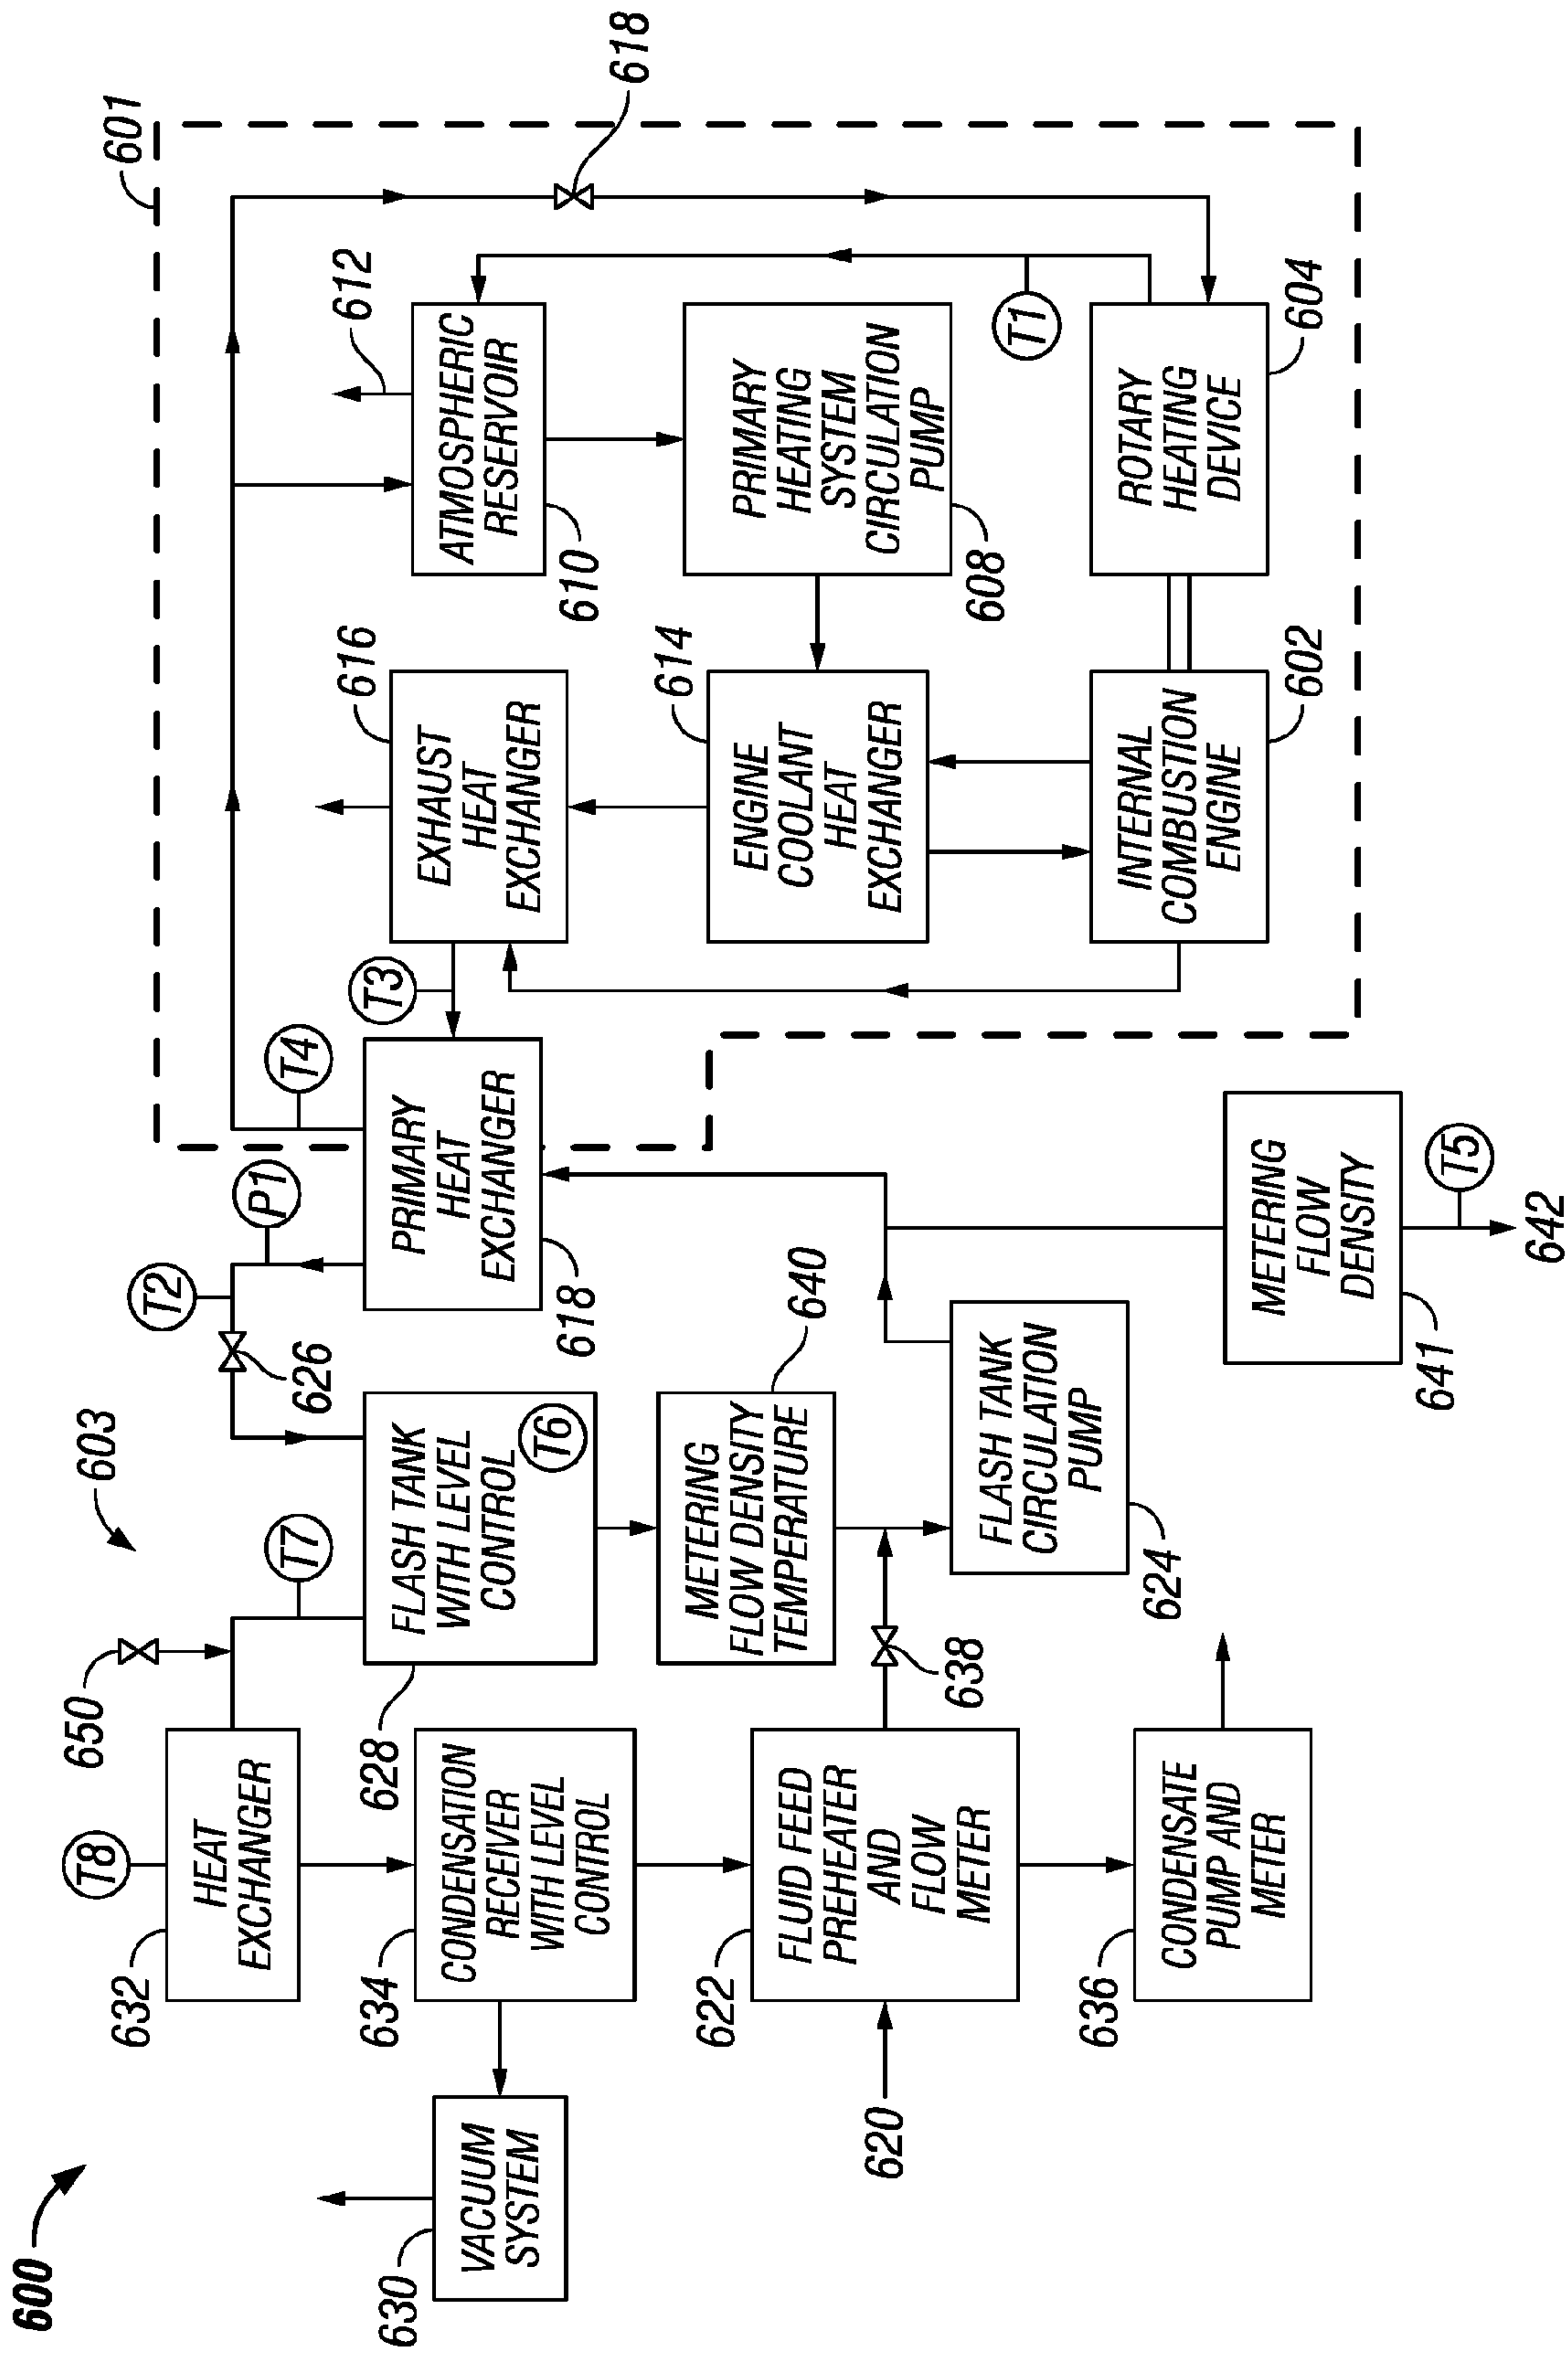 600
603
601
T8
650
T7
T2
P1
T4
612
618
632
HEAT
EXCHANGER
626
T3
616
628
FLASH TANK
WITH LEVEL
CONTROL
T6
618
PRIMARY
HEAT
EXCHANGER
EXHAUST
HEAT
EXCHANGER
610
ATMOSPHERIC
RESERVOIR
630
VACUUM
SYSTEM
634
CONDENSATION
RECEIVER
WITH LEVEL
CONTROL
METERING
FLOW DENSITY
TEMPERATURE
640
614
ENGINE
COOLANT
HEAT
EXCHANGER
PRIMARY
HEATING
SYSTEM
CIRCULATION
PUMP
608
620
622
FLUID FEED
PREHEATER
AND
FLOW
METER
638
FLASH TANK
CIRCULATION
PUMP
624
T1
636
CONDENSATE
PUMP AND
METER
METERING
FLOW
DENSITY
641
T5
642
INTERNAL
COMBUSTION
ENGINE
602
ROTARY
HEATING
DEVICE
604